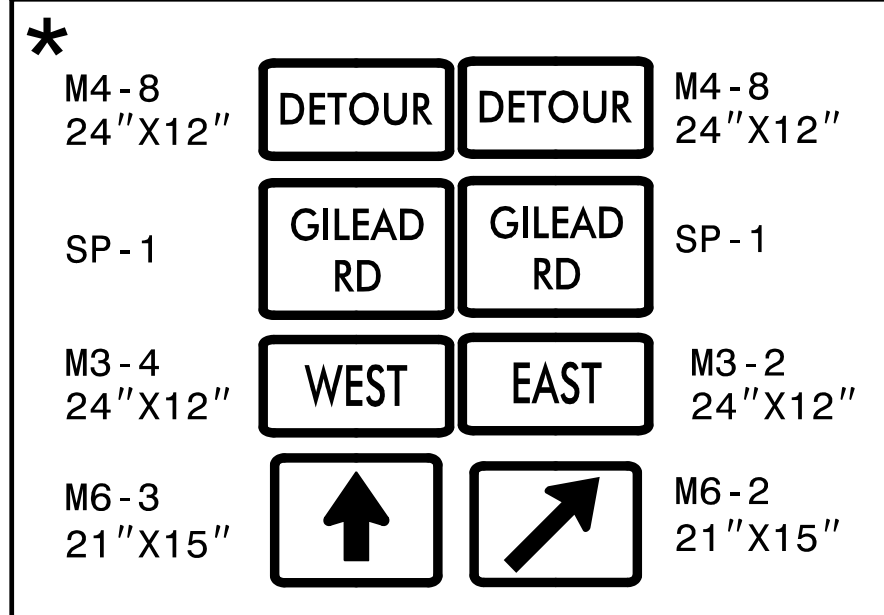 *
M4-8
24"X12"
DETOUR
DETOUR
M4-8
24"X12"
SP-1
GILEAD
RD
GILEAD
RD
SP-1
M3-4
24"X12"
WEST
EAST
M3-2
24"X12"
M6-3
21"X15"
M6-2
21"X15"